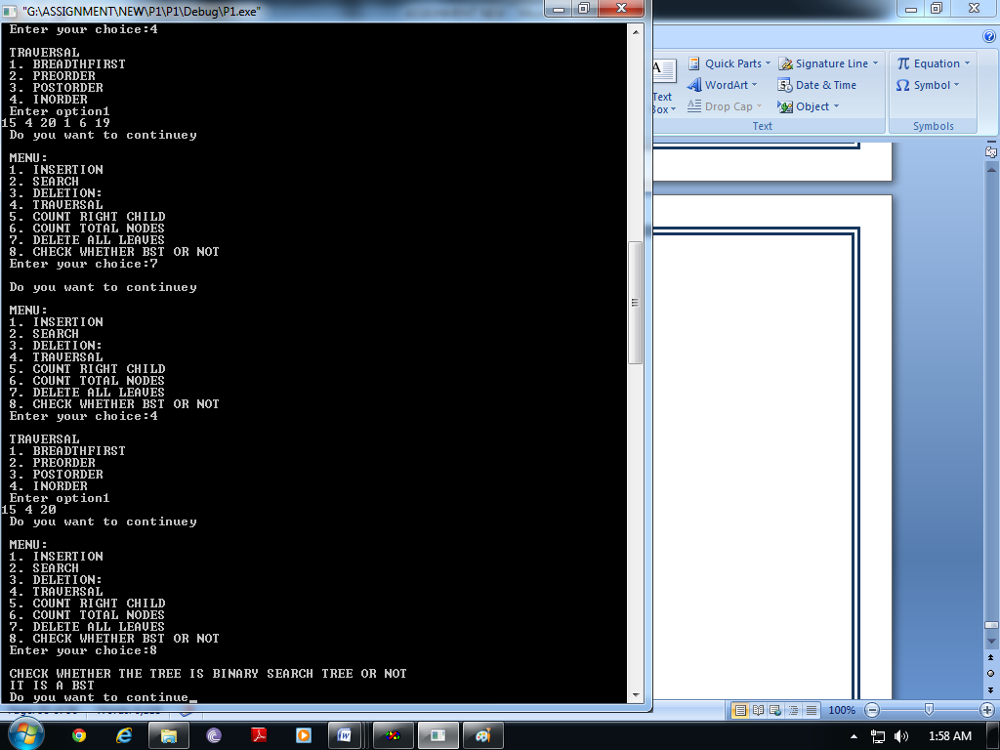 "G:\ASSIGNMENT\NEW\P1\P1\Debug\P1.exe"
Enter your choice:4
TRAVERSAL
1. BREADTHFIRST
2. PREORDER
3. POSTORDER
4. INORDER
Enter option1
15 4 20 1 6 19
Do you want to continuey
MENU:
1. INSERTION
2. SEARCH
3. DELETION:
4. TRAVERSAL
5. COUNT RIGHT CHILD
6. COUNT TOTAL NODES
7. DELETE ALL LEAVES
8. CHECK WHETHER BST OR NOT
Enter your choice:7
Do you want to continuey
MENU:
1. INSERTION
2. SEARCH
3. DELETION:
4. TRAVERSAL
5. COUNT RIGHT CHILD
6. COUNT TOTAL NODES
7. DELETE ALL LEAVES
8. CHECK WHETHER BST OR NOT
Enter your choice:4
TRAVERSAL
1. BREADTHFIRST
2. PREORDER
3. POSTORDER
4. INORDER
Enter option1
15 4 20
Do you want to continuey
MENU:
1. INSERTION
2. SEARCH
3. DELETION:
4. TRAVERSAL
5. COUNT RIGHT CHILD
6. COUNT TOTAL NODES
7. DELETE ALL LEAVES
8. CHECK WHETHER BST OR NOT
Enter your choice:8
CHECK WHETHER THE TREE IS BINARY SEARCH TREE OR NOT
IT IS A BST
Do you want to continue_
A
Text
Box
Quick Parts
WordArt
Drop Cap
Signature Line
Date & Time
Object
Text
π Equation
Ω Symbol
Symbols
100%
1:58 AM